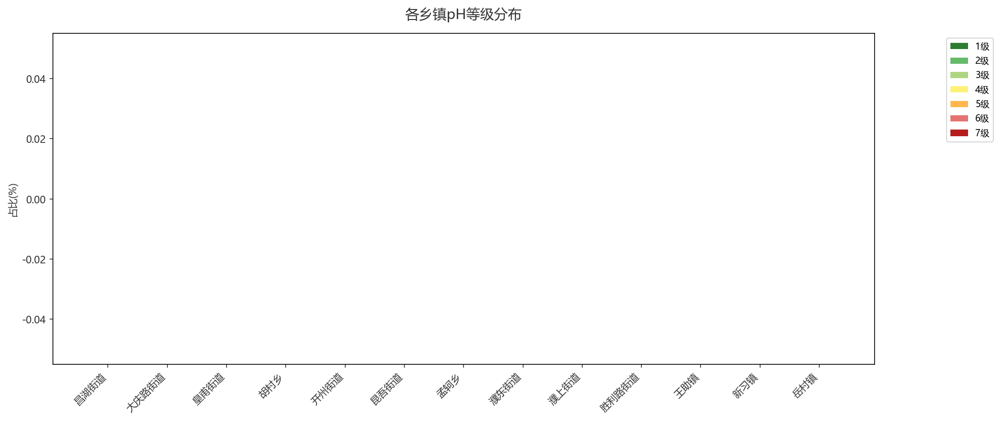 各乡镇pH等级分布
1级
2级
3级
4级
5级
6级
7级
占比(%)
0.04
0.02
0.00
-0.02
-0.04
昌湖街道
大庆路街道
皇甫街道
胡村乡
开州街道
昆吾街道
孟轲乡
濮东街道
濮上街道
胜利路街道
王助镇
新习镇
岳村镇